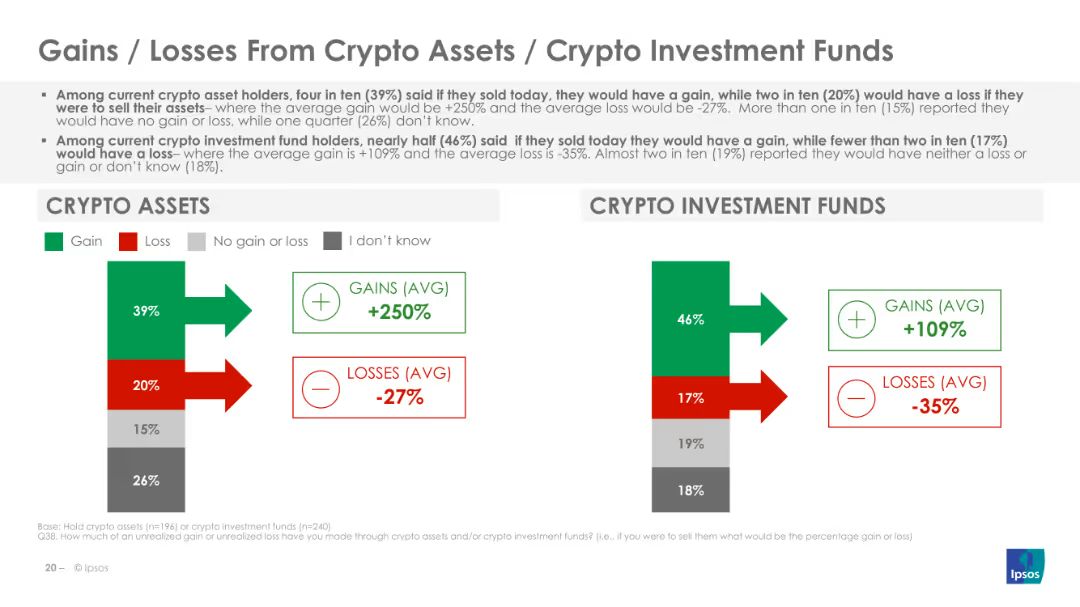 Gains / Losses From Crypto Assets / Crypto Investment Funds
▪ Among current crypto asset holders, four in ten (39%) said if they sold today, they would have a gain, while two in ten (20%) would have a loss if they
were to sell their assets– where the average gain would be +250% and the average loss would be -27%. More than one in ten (15%) reported they
would have no gain or loss, while one quarter (26%) don't know.
▪ Among current crypto investment fund holders, nearly half (46%) said if they sold today they would have a gain, while fewer than two in ten (17%)
would have a loss– where the average gain is +109% and the average loss is -35%. Almost two in ten (19%) reported they would have neither a loss or
gain or don't know (18%).
CRYPTO ASSETS
Gain Loss No gain or loss I don't know
39%
GAINS (AVG)
+250%
20%
LOSSES (AVG)
-27%
15%
26%
CRYPTO INVESTMENT FUNDS
46%
GAINS (AVG)
+109%
17%
LOSSES (AVG)
-35%
19%
18%
Base: Hold crypto assets (n=196) or crypto investment funds (n=240)
Q38. How much of an unrealized gain or unrealized loss have you made through crypto assets and/or crypto investment funds? (i.e., if you were to sell them what would be the percentage gain or loss)
20 – © Ipsos
Ipsos